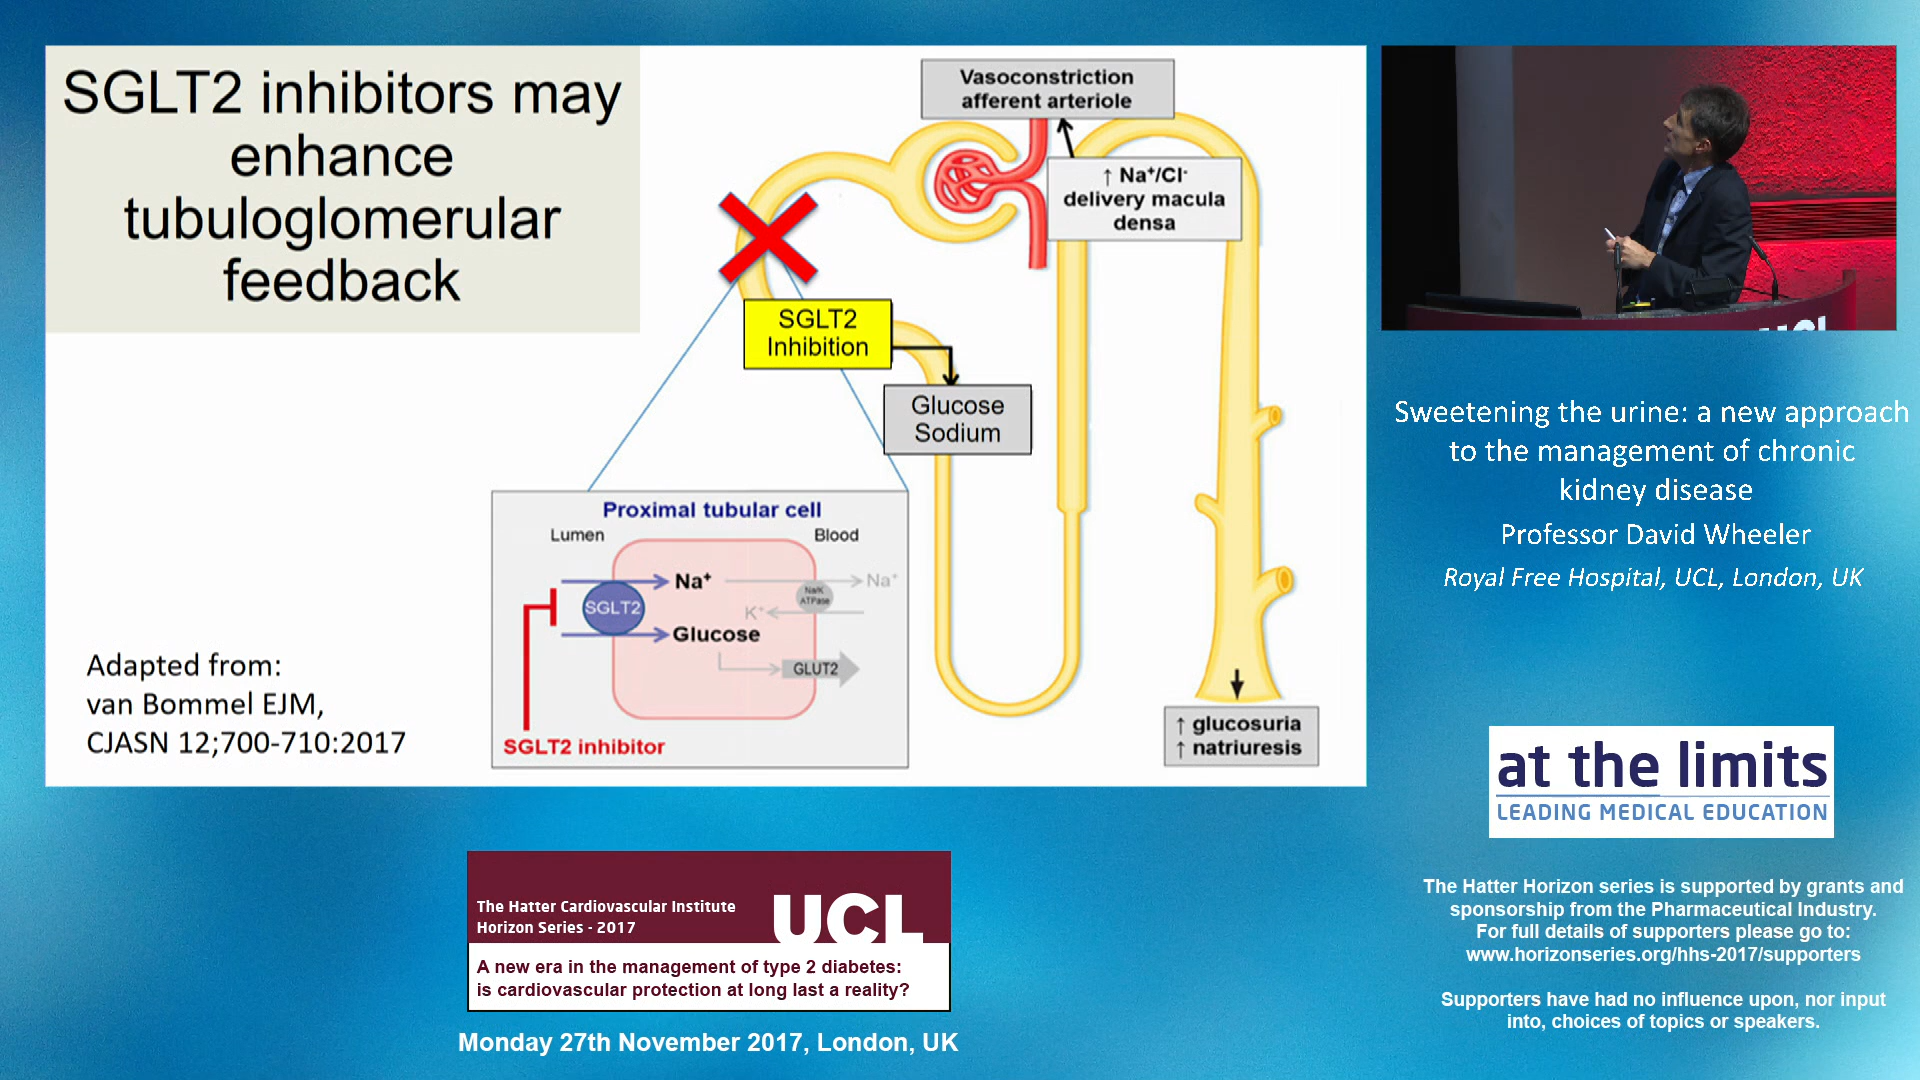 SGLT2 inhibitors may
enhance
tubuloglomerular
feedback
Vasoconstriction
afferent arteriole
↑ Na⁺/Cl⁻
delivery macula
densa
SGLT2
Inhibition
Glucose
Sodium
Proximal tubular cell
Lumen
Blood
Na⁺
Na⁺
SGLT2
Na/K
ATPase
K⁺
Glucose
GLUT2
SGLT2 inhibitor
↑ glucosuria
↑ natriuresis
Adapted from:
van Bommel EJM,
CJASN 12;700-710:2017
UCL
Sweetening the urine: a new approach
to the management of chronic
kidney disease
Professor David Wheeler
Royal Free Hospital, UCL, London, UK
at the limits
LEADING MEDICAL EDUCATION
The Hatter Horizon series is supported by grants and
sponsorship from the Pharmaceutical Industry.
For full details of supporters please go to:
www.horizonseries.org/hhs-2017/supporters
Supporters have had no influence upon, nor input
into, choices of topics or speakers.
The Hatter Cardiovascular Institute
Horizon Series - 2017
UCL
A new era in the management of type 2 diabetes:
is cardiovascular protection at long last a reality?
Monday 27th November 2017, London, UK